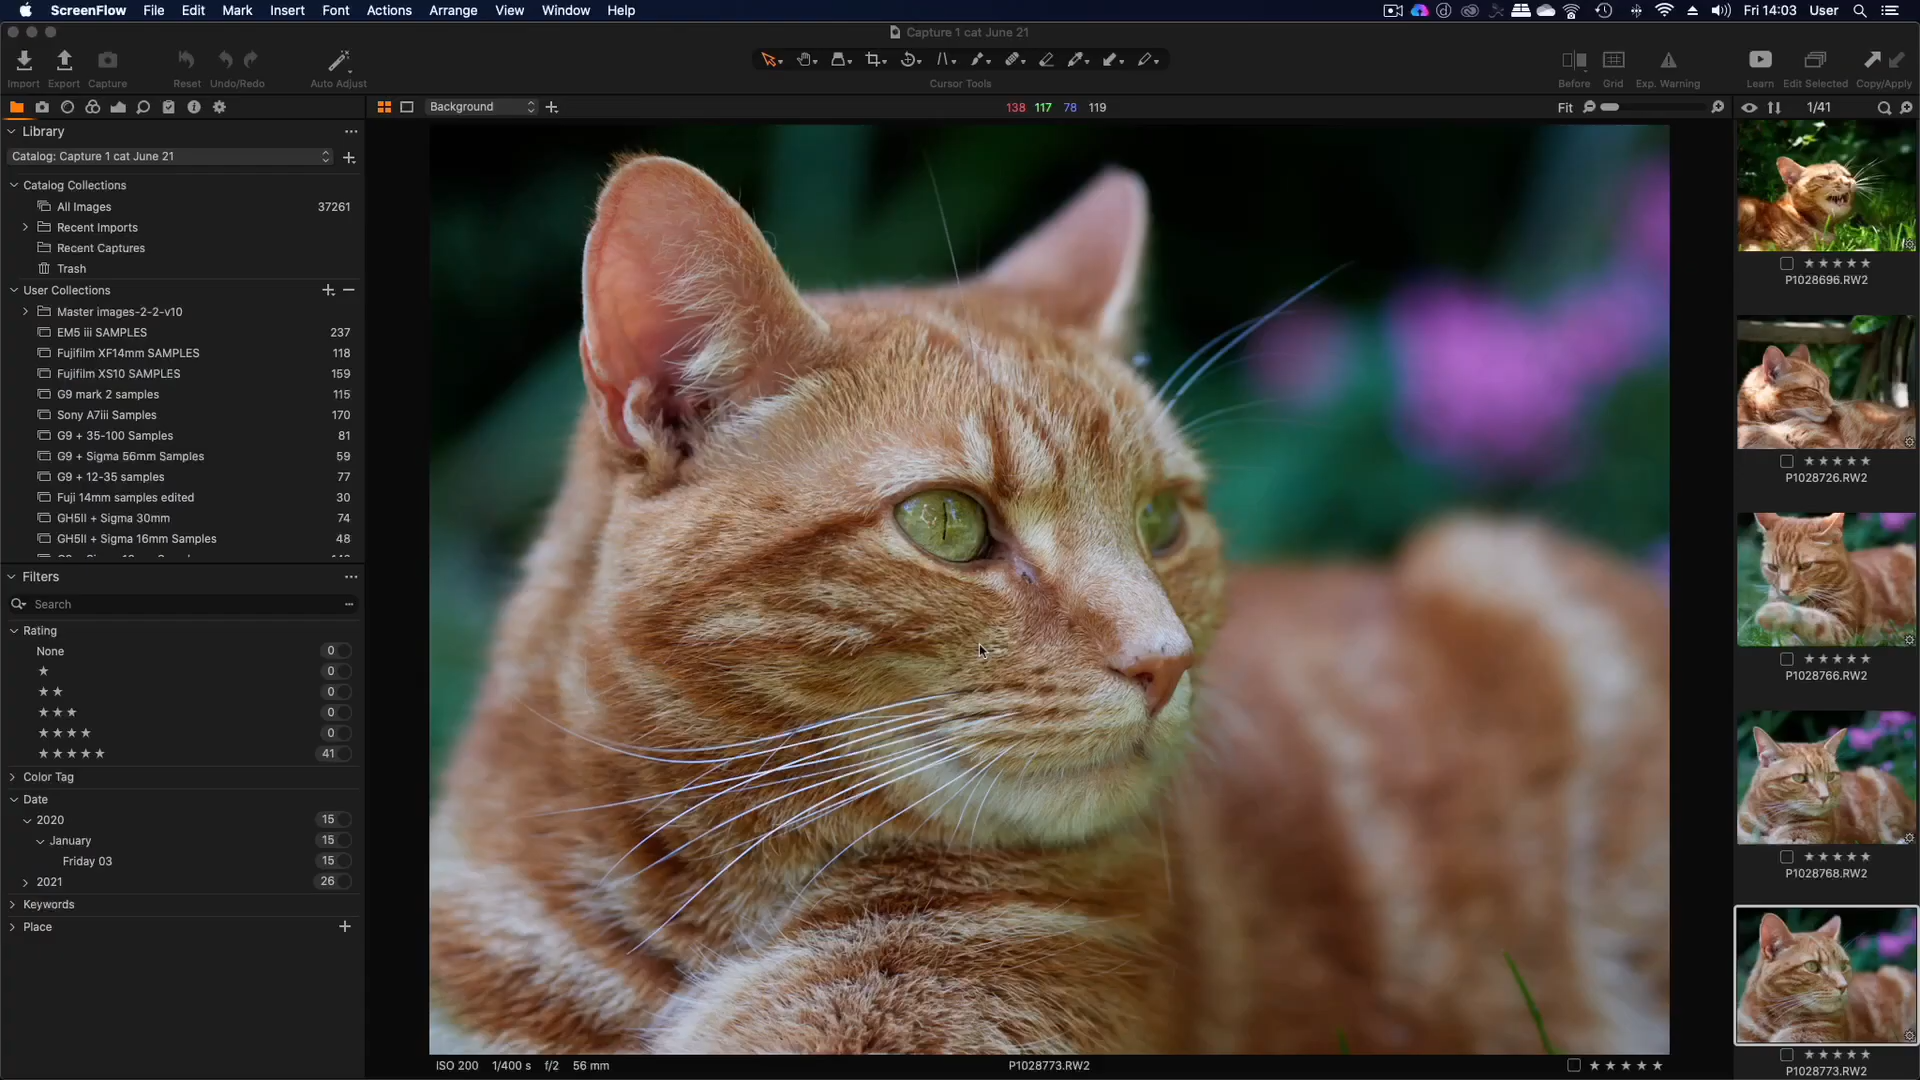 ScreenFlow File Edit Mark Insert Font Actions Arrange View Window Help Fri 14:03 User
Capture 1 cat June 21
Import Export Capture Reset Undo/Redo Auto Adjust Cursor Tools Before Grid Exp. Warning Learn Edit Selected Copy/Apply
Background 138 117 78 119 Fit 1/41
Library
Catalog: Capture 1 cat June 21
Catalog Collections
All Images 37261
Recent Imports
Recent Captures
Trash
User Collections
Master images-2-2-v10
EM5 iii SAMPLES 237
Fujifilm XF14mm SAMPLES 118
Fujifilm XS10 SAMPLES 159
G9 mark 2 samples 115
Sony A7iii Samples 170
G9 + 35-100 Samples 81
G9 + Sigma 56mm Samples 59
G9 + 12-35 samples 77
Fuji 14mm samples edited 30
GH5II + Sigma 30mm 74
GH5II + Sigma 16mm Samples 48
Filters
Search
Rating
None 0
★ 0
★ ★ 0
★ ★ ★ 0
★ ★ ★ ★ 0
★ ★ ★ ★ ★ 41
Color Tag
Date
2020 15
January 15
Friday 03 15
2021 26
Keywords
Place
ISO 200 1/400 s f/2 56 mm P1028773.RW2
P1028696.RW2
P1028726.RW2
P1028766.RW2
P1028768.RW2
P1028773.RW2